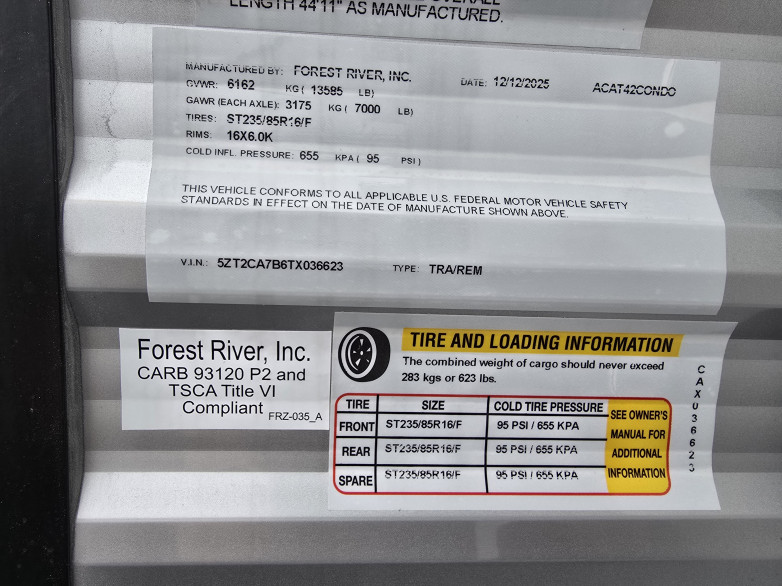 LENGTH 44'11" AS MANUFACTURED.
MANUFACTURED BY: FOREST RIVER, INC. DATE: 12/12/2025 ACAT42CONDO
GVWR: 6162 KG ( 13585 LB)
GAWR (EACH AXLE): 3175 KG ( 7000 LB)
TIRES: ST235/85R16/F
RIMS: 16X6.0K
COLD INFL. PRESSURE: 655 KPA ( 95 PSI )
THIS VEHICLE CONFORMS TO ALL APPLICABLE U.S. FEDERAL MOTOR VEHICLE SAFETY
STANDARDS IN EFFECT ON THE DATE OF MANUFACTURE SHOWN ABOVE.
V.I.N.: 5ZT2CA7B6TX036623 TYPE: TRA/REM
Forest River, Inc.
CARB 93120 P2 and
TSCA Title VI
Compliant FRZ-035_A
TIRE AND LOADING INFORMATION
The combined weight of cargo should never exceed
283 kgs or 623 lbs.
TIRE SIZE COLD TIRE PRESSURE
FRONT ST235/85R16/F 95 PSI / 655 KPA
REAR ST235/85R16/F 95 PSI / 655 KPA
SPARE ST235/85R16/F 95 PSI / 655 KPA
SEE OWNER'S
MANUAL FOR
ADDITIONAL
INFORMATION
CAX036623